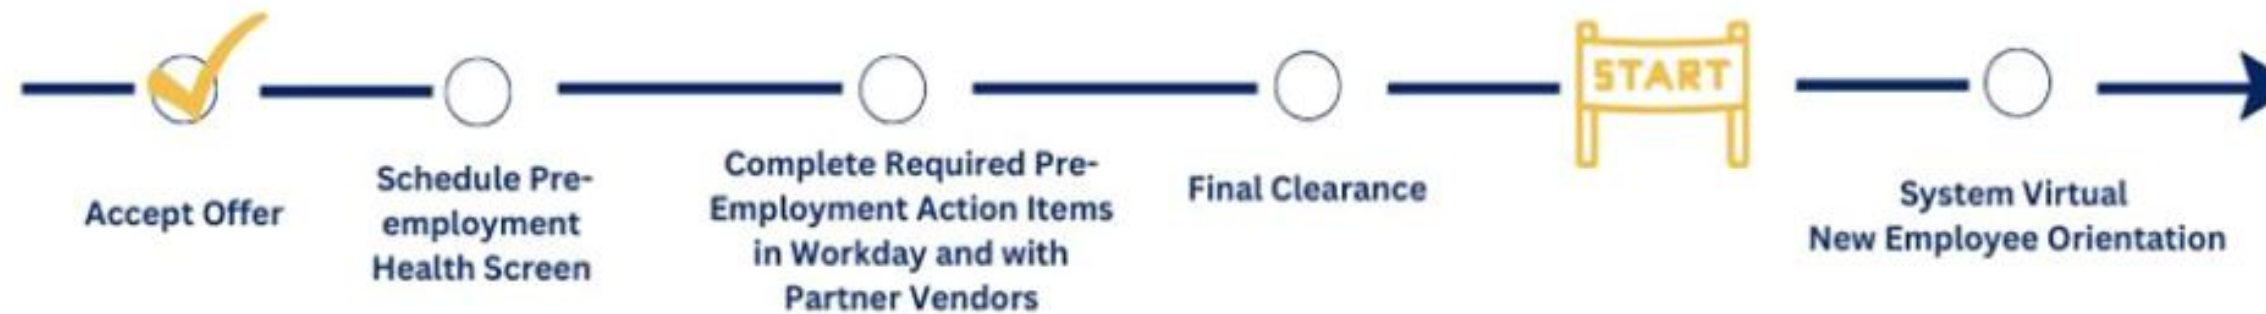 Accept Offer
Schedule Pre-
employment
Health Screen
Complete Required Pre-
Employment Action Items
in Workday and with
Partner Vendors
Final Clearance
START
System Virtual
New Employee Orientation